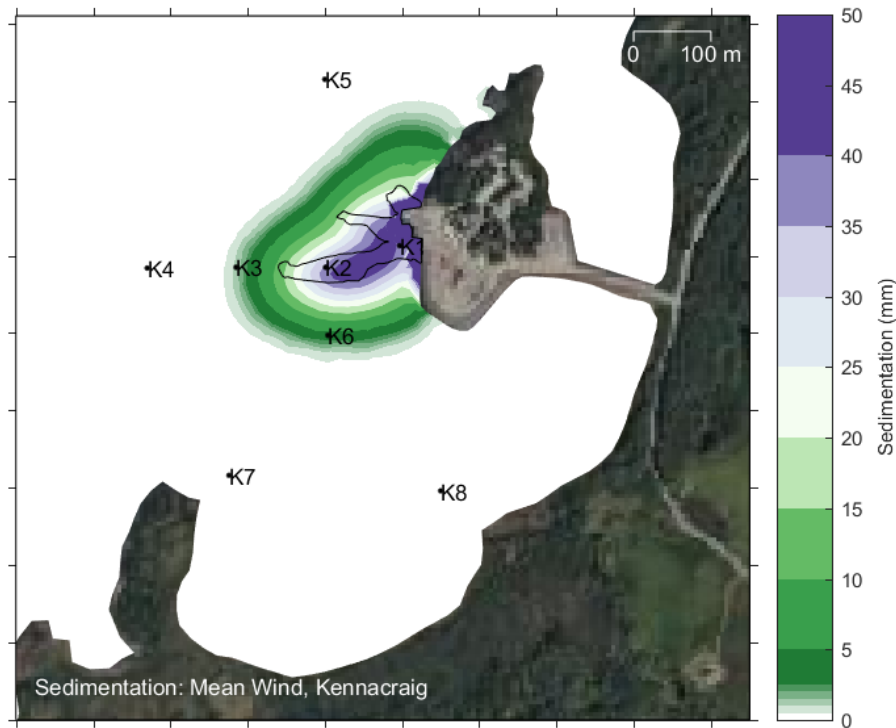 0 100 m
K5
K1
K4
K3
K2
K6
K7
K8
Sedimentation: Mean Wind, Kennacraig
50
45
40
35
30
25
20
15
10
5
0
Sedimentation (mm)